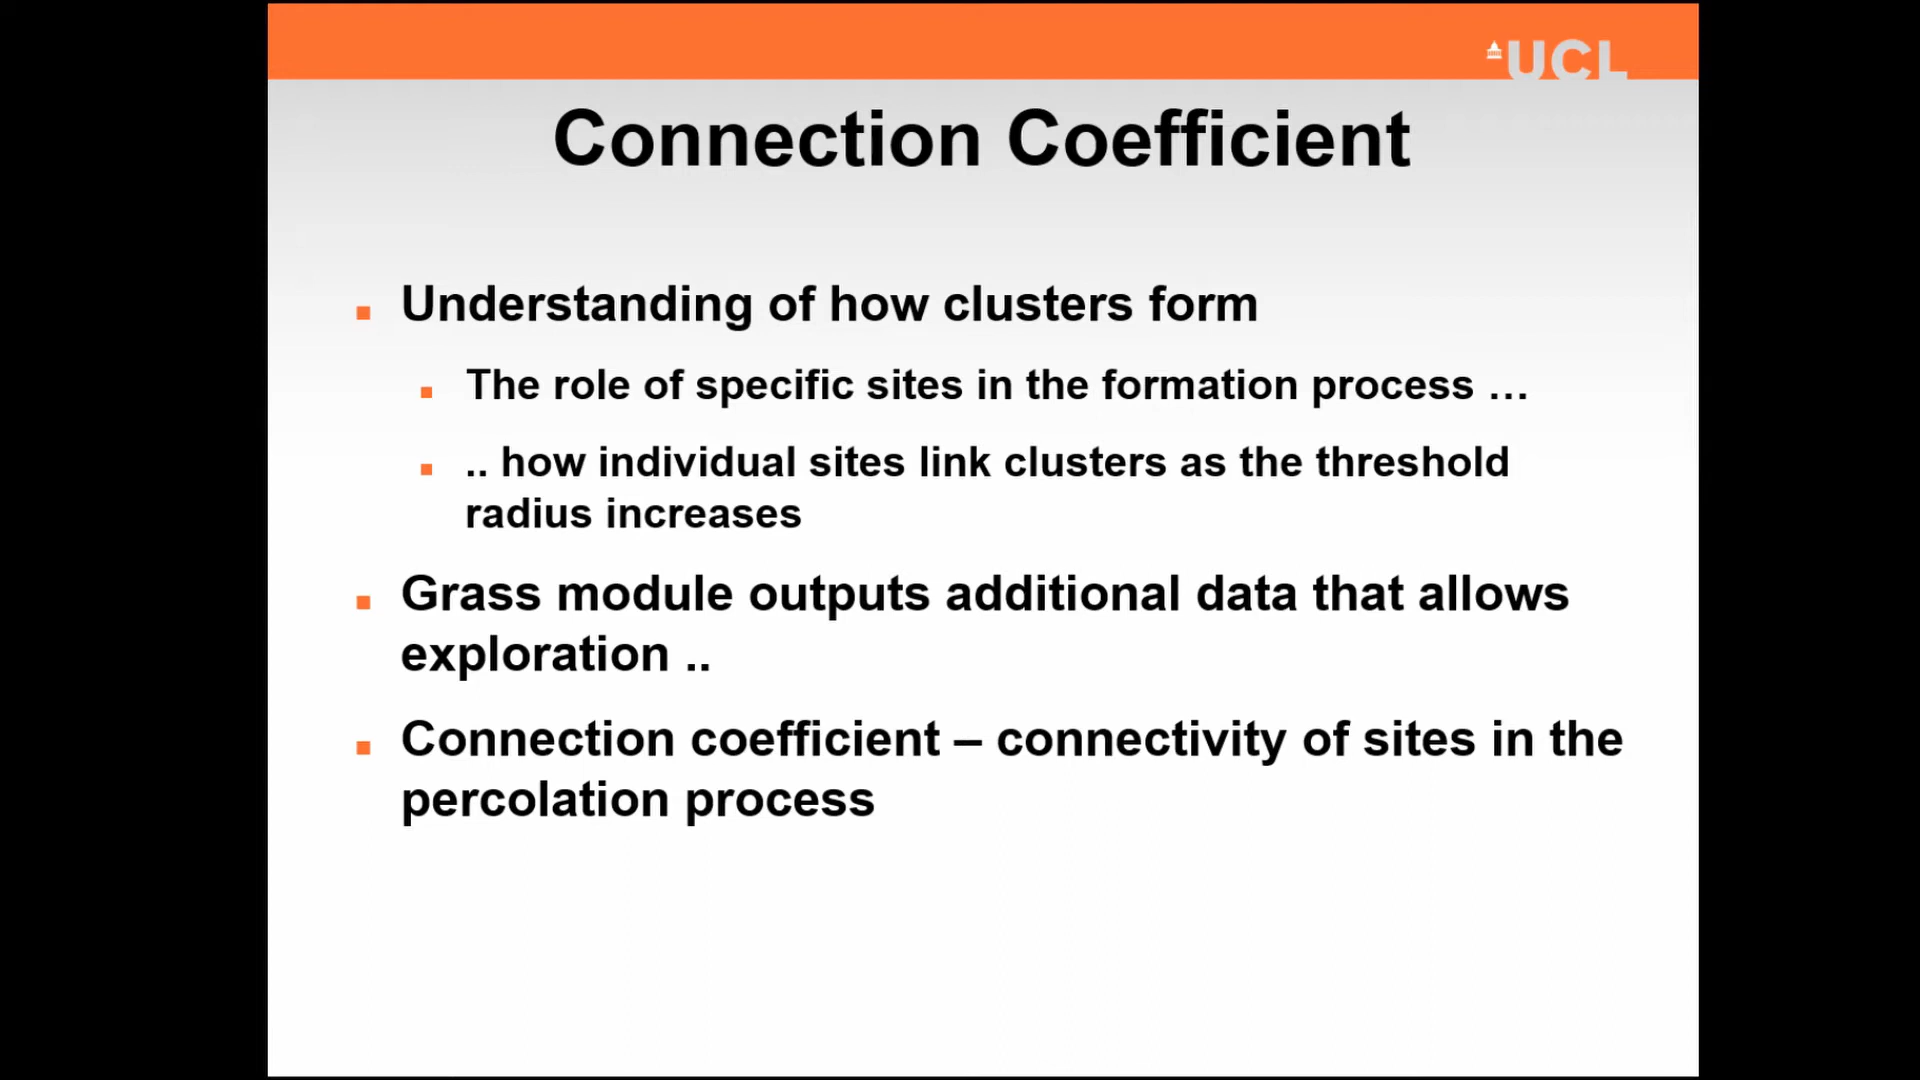 UCL
Connection Coefficient
Understanding of how clusters form
The role of specific sites in the formation process …
.. how individual sites link clusters as the threshold
radius increases
Grass module outputs additional data that allows
exploration ..
Connection coefficient – connectivity of sites in the
percolation process